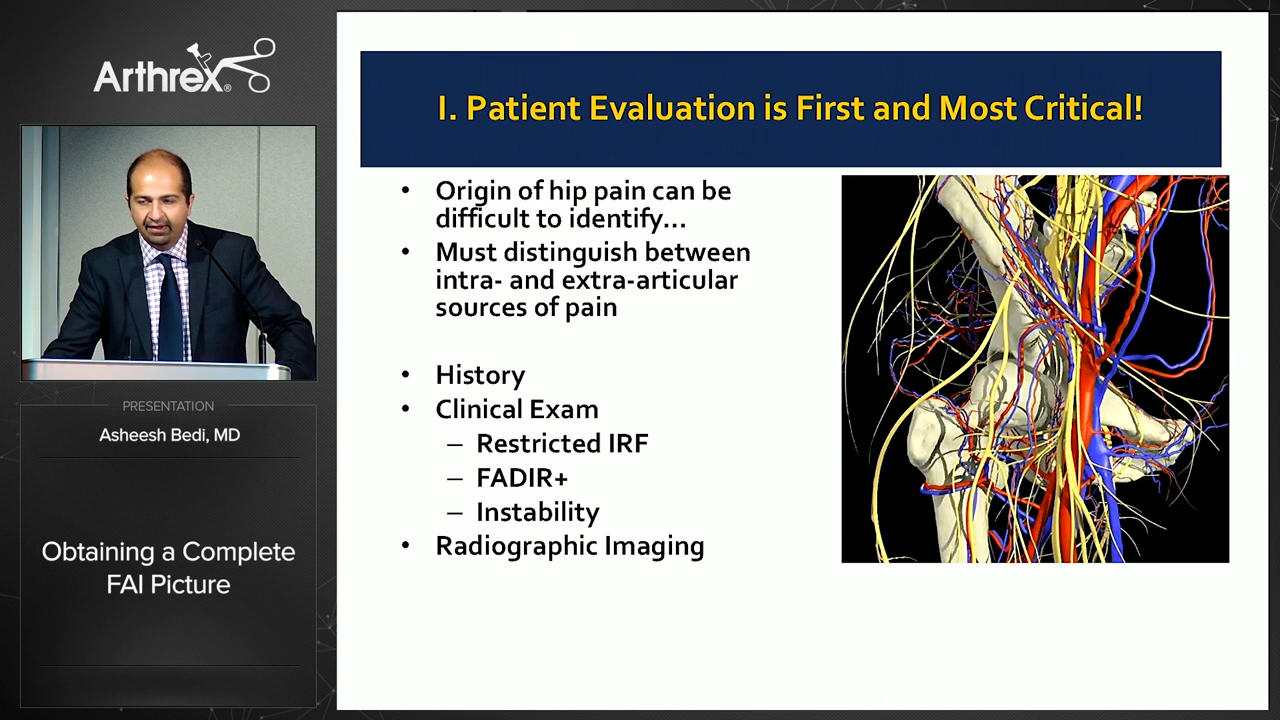 Arthrex®
PRESENTATION
Asheesh Bedi, MD
Obtaining a Complete
FAI Picture
I. Patient Evaluation is First and Most Critical!
• Origin of hip pain can be
difficult to identify...
• Must distinguish between
intra- and extra-articular
sources of pain
• History
• Clinical Exam
– Restricted IRF
– FADIR+
– Instability
• Radiographic Imaging